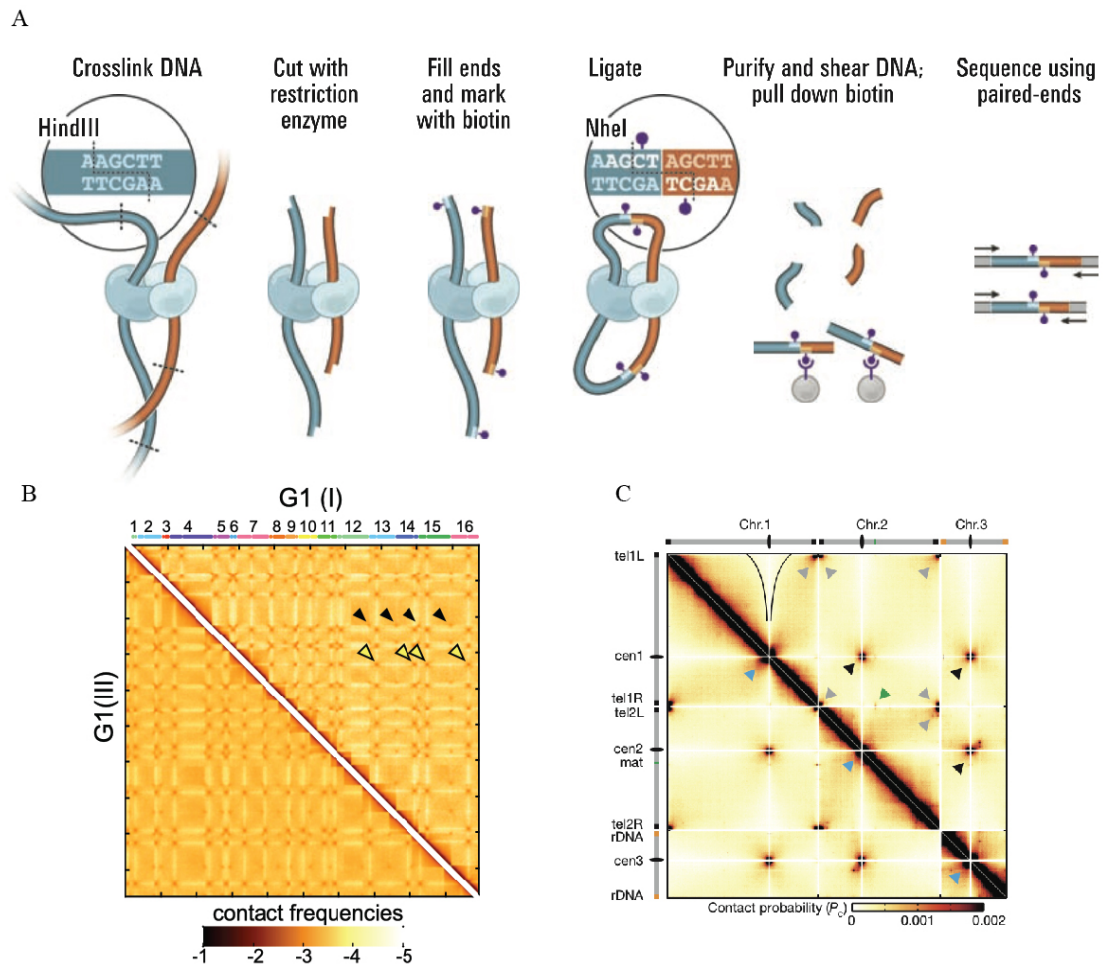 A
Crosslink DNA
Cut with
restriction
enzyme
Fill ends
and mark
with biotin
Ligate
Purify and shear DNA;
pull down biotin
Sequence using
paired-ends
HindIII
AAGCTT
TTCGAA
NheI
AAGCT AGCTT
TTCGA TCGAA
B
G1 (I)
1 2 3 4 5 6 7 8 9 10 11 12 13 14 15 16
G1(III)
contact frequencies
-1 -2 -3 -4 -5
C
Chr.1 Chr.2 Chr.3
tel1L
cen1
tel1R
tel2L
cen2
mat
tel2R
rDNA
cen3
rDNA
Contact probability (Pc)
0 0.001 0.002